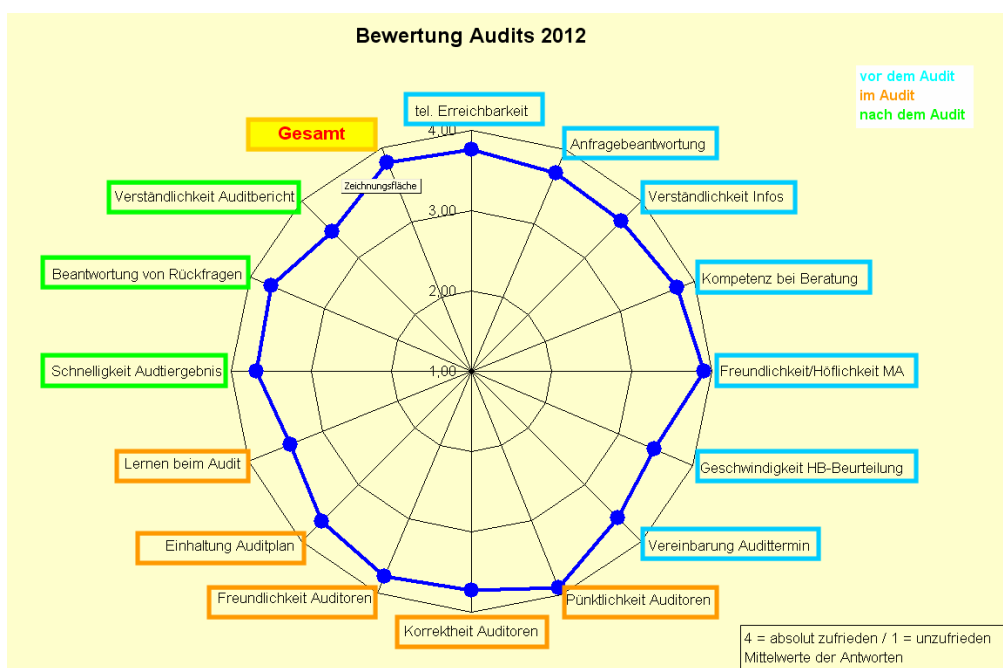 Bewertung Audits 2012
vor dem Audit
im Audit
nach dem Audit
tel. Erreichbarkeit
Anfragebeantwortung
Verständlichkeit Infos
Kompetenz bei Beratung
Freundlichkeit/Höflichkeit MA
Geschwindigkeit HB-Beurteilung
Vereinbarung Audittermin
Pünktlichkeit Auditoren
Korrektheit Auditoren
Freundlichkeit Auditoren
Einhaltung Auditplan
Lernen beim Audit
Schnelligkeit Audtiergebnis
Beantwortung von Rückfragen
Verständlichkeit Auditbericht
Gesamt
Zeichnungsfläche
4,00
3,00
2,00
1,00
4 = absolut zufrieden / 1 = unzufrieden
Mittelwerte der Antworten